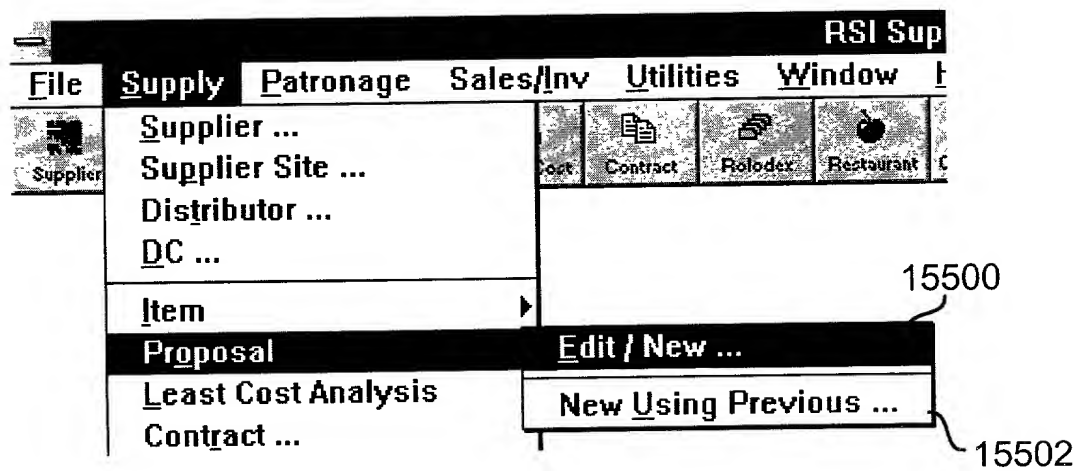 RSI Sup
File Supply Patronage Sales/Inv Utilities Window H
Supplier Cost Contract Rolodex Restaurant
Supplier ...
Supplier Site ...
Distributor ...
DC ...
Item
Proposal
Least Cost Analysis
Contract ...
Edit / New ...
New Using Previous ...
15500
15502